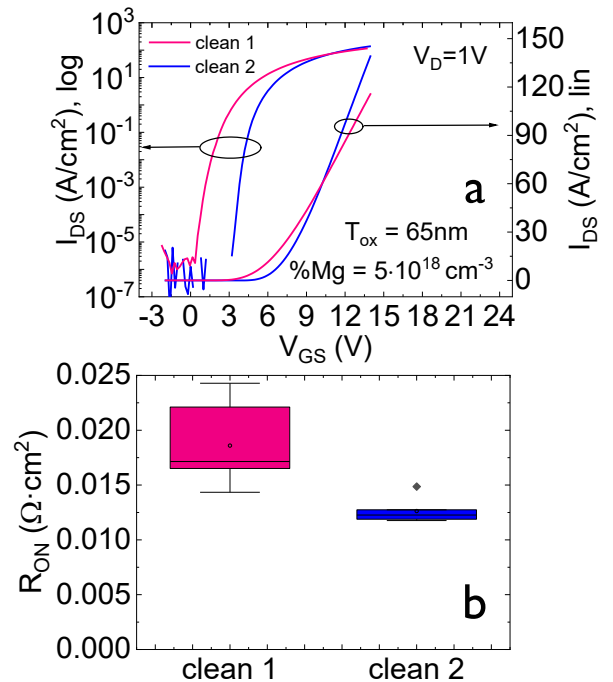 clean 1
clean 2
V_D=1V
a
T_ox = 65nm
%Mg = 5·10^18 cm^-3
I_DS (A/cm^2), log
10^3
10^1
10^-1
10^-3
10^-5
10^-7
I_DS (A/cm^2), lin
150
120
90
60
30
0
-3 0 3 6 9 12 15 18 21 24
V_GS (V)
R_ON (Ω·cm^2)
0.025
0.020
0.015
0.010
0.005
0.000
b
clean 1 clean 2